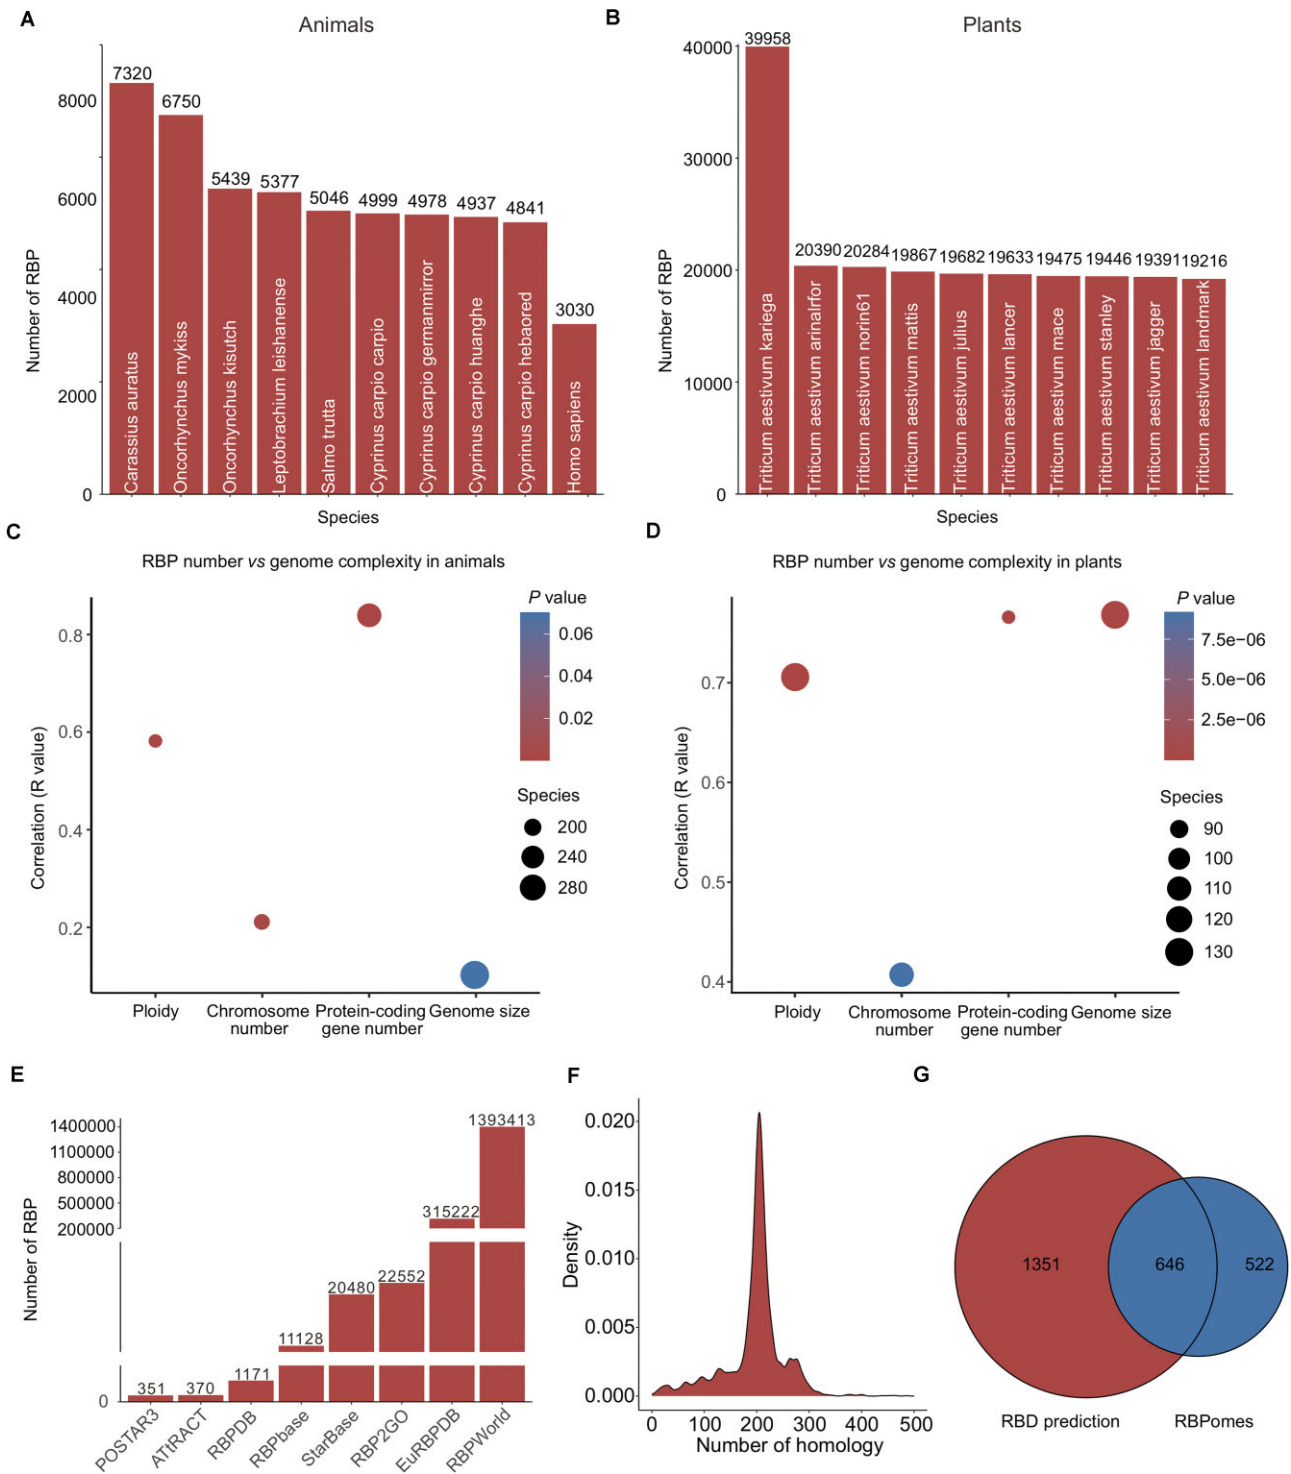 A
Animals
Number of RBP
8000
6000
4000
2000
0
7320
6750
5439
5377
5046
4999
4978
4937
4841
3030
Carassius auratus
Oncorhynchus mykiss
Oncorhynchus kisutch
Leptobrachium leishanense
Salmo trutta
Cyprinus carpio carpio
Cyprinus carpio germanmirror
Cyprinus carpio huanghe
Cyprinus carpio hebaored
Homo sapiens
Species
B
Plants
Number of RBP
40000
30000
20000
10000
0
39958
20390
20284
19867
19682
19633
19475
19446
19391
19216
Triticum kariega
Triticum aestivum arinalrfor
Triticum aestivum norin61
Triticum aestivum mattis
Triticum aestivum julius
Triticum aestivum lancer
Triticum aestivum mace
Triticum aestivum stanley
Triticum aestivum jagger
Triticum aestivum landmark
Species
C
RBP number vs genome complexity in animals
Correlation (R value)
0.8
0.6
0.4
0.2
Ploidy
Chromosome number
Protein-coding gene number
Genome size
P value
0.06
0.04
0.02
Species
200
240
280
D
RBP number vs genome complexity in plants
Correlation (R value)
0.7
0.6
0.5
0.4
Ploidy
Chromosome number
Protein-coding gene number
Genome size
P value
7.5e−06
5.0e−06
2.5e−06
Species
90
100
110
120
130
E
Number of RBP
1400000
1100000
800000
500000
200000
0
351
370
1171
11128
20480
22552
315222
1393413
POSTAR3
ATtRACT
RBPDB
RBPbase
StarBase
RBP2GO
EuRBPDB
RBPWorld
F
Density
0.020
0.015
0.010
0.005
0.000
0
100
200
300
400
500
Number of homology
G
1351
646
522
RBD prediction
RBPomes